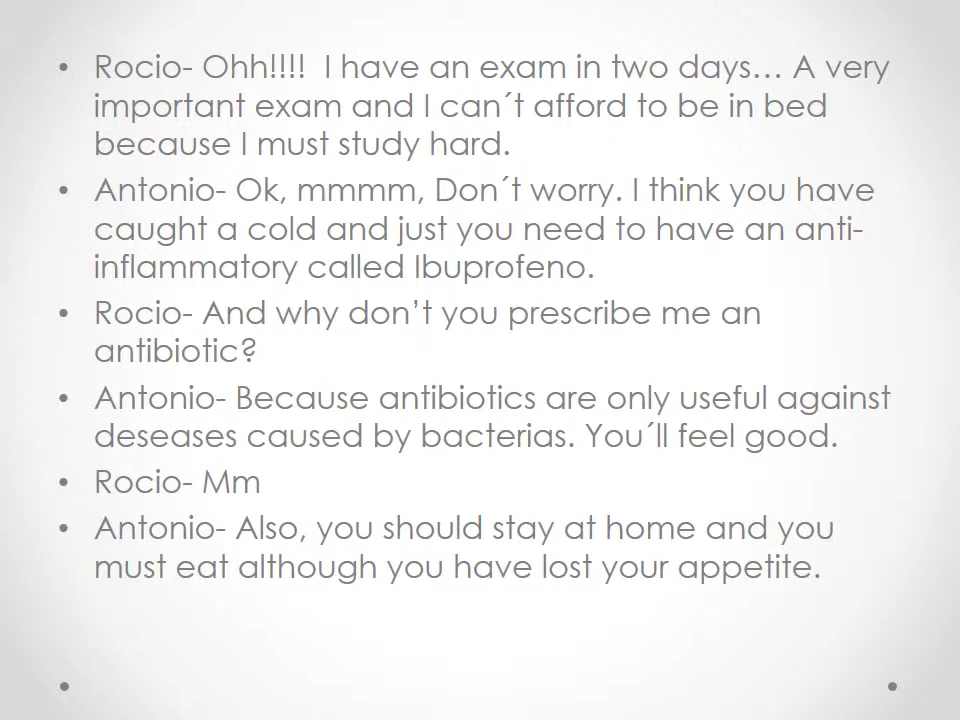 • Rocio- Ohh!!!!  I have an exam in two days… A very
important exam and I can´t afford to be in bed
because I must study hard.
• Antonio- Ok, mmmm, Don´t worry. I think you have
caught a cold and just you need to have an anti-
inflammatory called Ibuprofeno.
• Rocio- And why don’t you prescribe me an
antibiotic?
• Antonio- Because antibiotics are only useful against
deseases caused by bacterias. You´ll feel good.
• Rocio- Mm
• Antonio- Also, you should stay at home and you
must eat although you have lost your appetite.